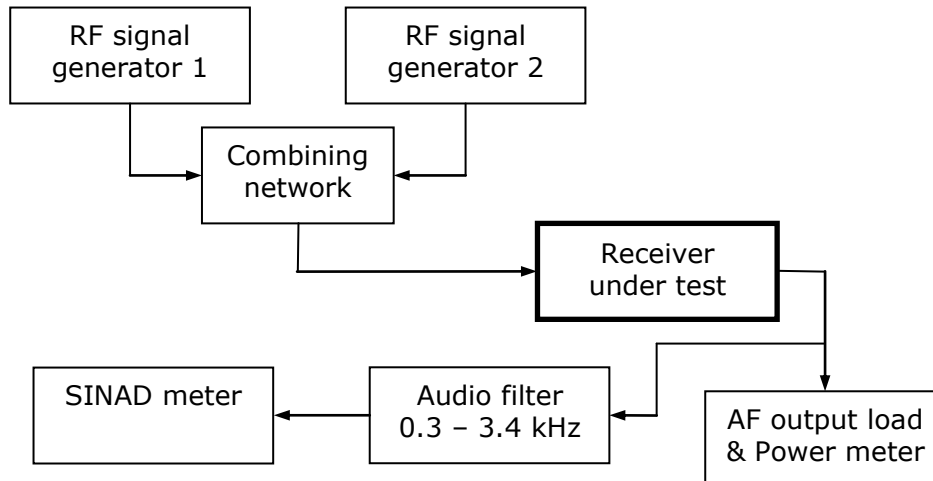 RF signal
generator 1
RF signal
generator 2
Combining
network
Receiver
under test
SINAD meter
Audio filter
0.3 – 3.4 kHz
AF output load
& Power meter